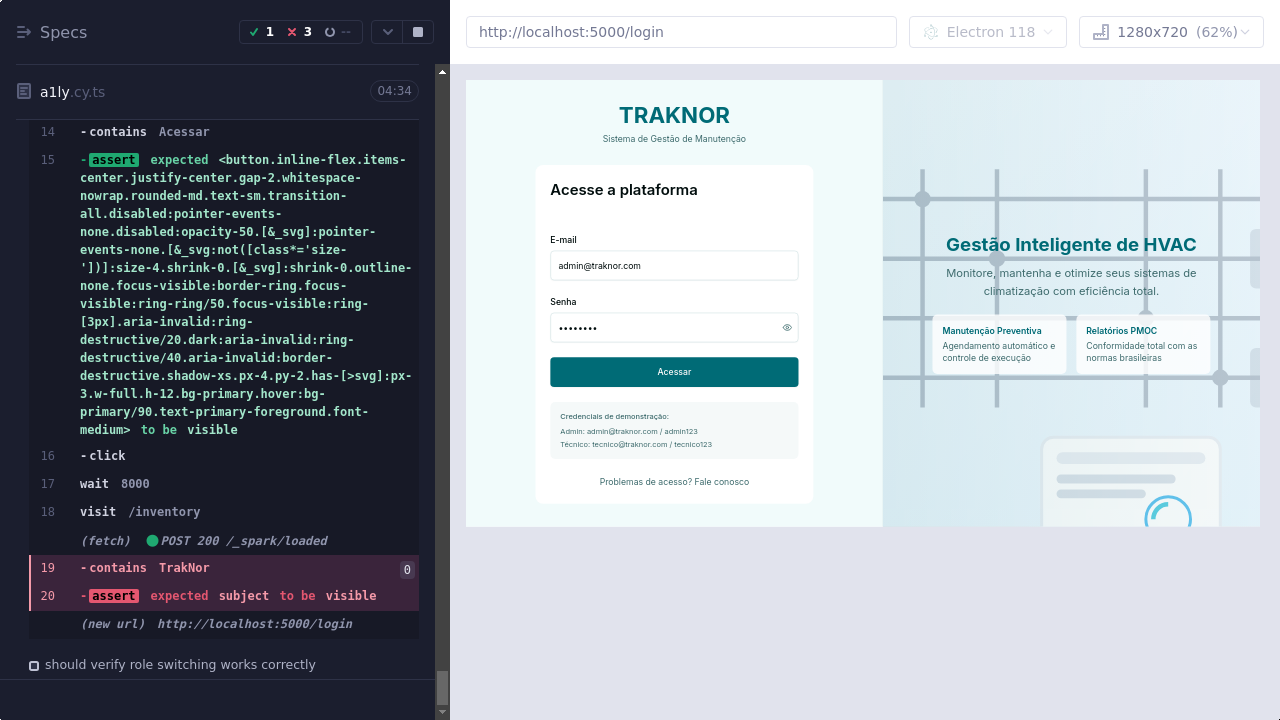 Specs
1
3
--
a1ly.cy.ts
04:34
14 -contains Acessar
15 -assert expected <button.inline-flex.items-
center.justify-center.gap-2.whitespace-
nowrap.rounded-md.text-sm.transition-
all.disabled:pointer-events-
none.disabled:opacity-50.[&_svg]:pointer-
events-none.[&_svg:not([class*='size-
'])]:size-4.shrink-0.[&_svg]:shrink-0.outline-
none.focus-visible:border-ring.focus-
visible:ring-ring/50.focus-visible:ring-
[3px].aria-invalid:ring-
destructive/20.dark:aria-invalid:ring-
destructive/40.aria-invalid:border-
destructive.shadow-xs.px-4.py-2.has-[>svg]:px-
3.w-full.h-12.bg-primary.hover:bg-
primary/90.text-primary-foreground.font-
medium> to be visible
16 -click
17 wait 8000
18 visit /inventory
(fetch) POST 200 /_spark/loaded
19 -contains TrakNor 0
20 -assert expected subject to be visible
(new url) http://localhost:5000/login
should verify role switching works correctly
http://localhost:5000/login
Electron 118
1280x720 (62%)
TRAKNOR
Sistema de Gestão de Manutenção
Acesse a plataforma
E-mail
admin@traknor.com
Senha
••••••••
Acessar
Credenciais de demonstração:
Admin: admin@traknor.com / admin123
Técnico: tecnico@traknor.com / tecnico123
Problemas de acesso? Fale conosco
Gestão Inteligente de HVAC
Monitore, mantenha e otimize seus sistemas de
climatização com eficiência total.
Manutenção Preventiva
Agendamento automático e
controle de execução
Relatórios PMOC
Conformidade total com as
normas brasileiras